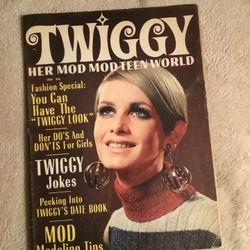 TWIGGY
HER MOD MOD TEEN WORLD
Fashion Special:
You Can
Have The
"TWIGGY LOOK"
Her DO'S And
DON'TS For Girls
TWIGGY
Jokes
Peeking Into
TWIGGY'S DATE BOOK
MOD
Modeling Tips